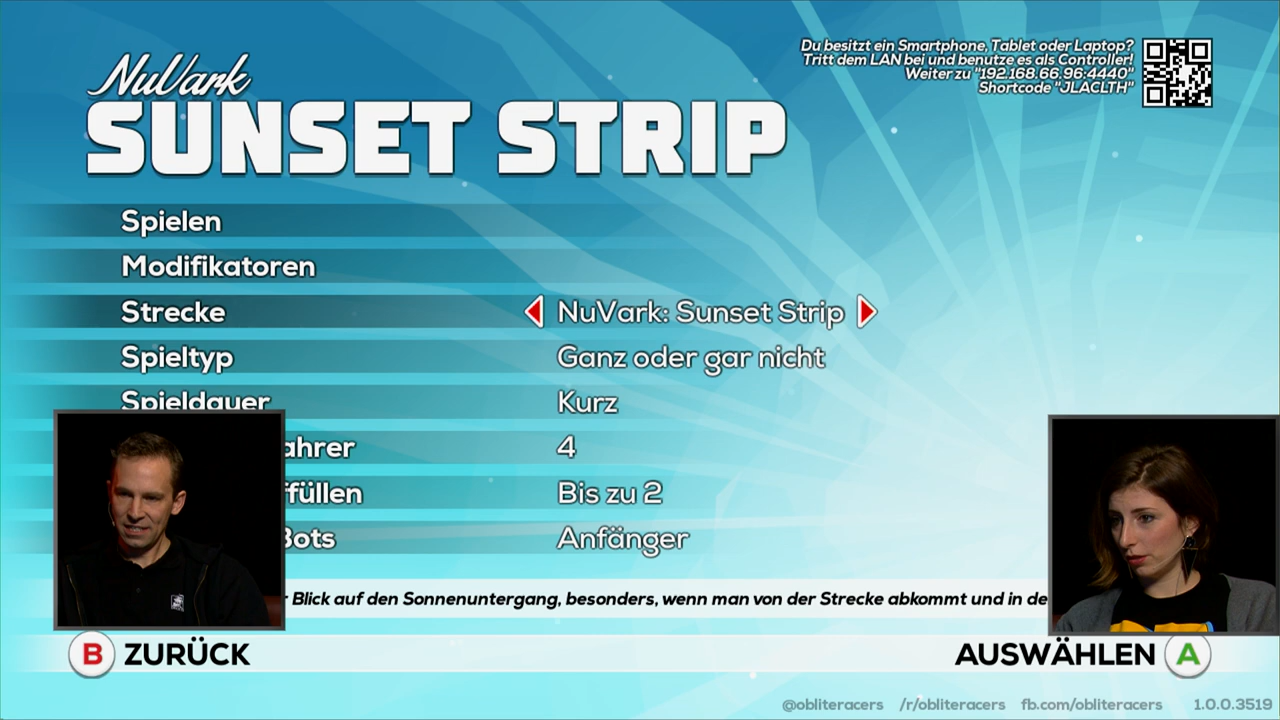 Du besitzt ein Smartphone, Tablet oder Laptop?
Tritt dem LAN bei und benutze es als Controller!
Weiter zu "192.168.66.96:4440"
Shortcode "JLACLTH"
NuVark
SUNSET STRIP
Spielen
Modifikatoren
Strecke NuVark: Sunset Strip
Spieltyp Ganz oder gar nicht
Spieldauer Kurz
ahrer 4
füllen Bis zu 2
Bots Anfänger
Blick auf den Sonnenuntergang, besonders, wenn man von der Strecke abkommt und in de
B ZURÜCK
AUSWÄHLEN A
@obliteracers /r/obliteracers fb.com/obliteracers 1.0.0.3519